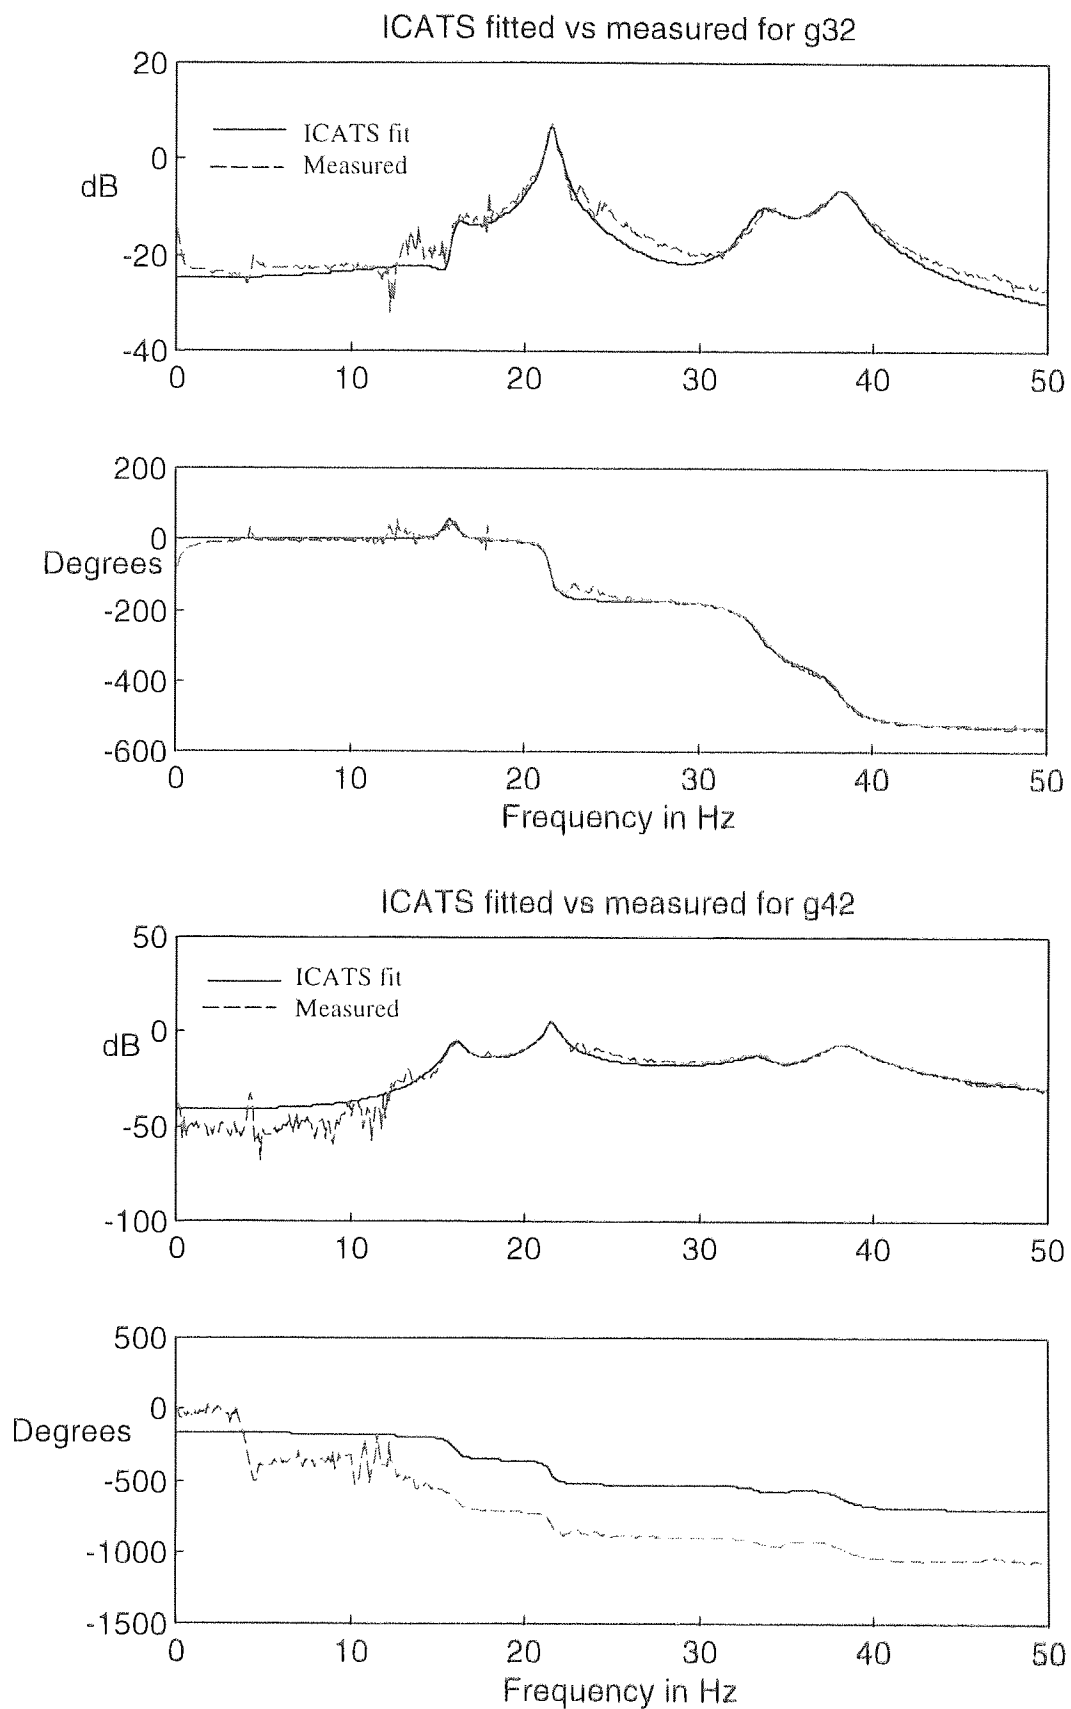 ICATS fitted vs measured for g32
20
ICATS fit
0
Measured
dB
-20
-40
0 10 20 30 40 50
200
0
Degrees
-200
-400
-600
0 10 20 30 40 50
Frequency in Hz
ICATS fitted vs measured for g42
50
ICATS fit
Measured
0
dB
-50
-100
0 10 20 30 40 50
500
0
Degrees
-500
-1000
-1500
0 10 20 30 40 50
Frequency in Hz